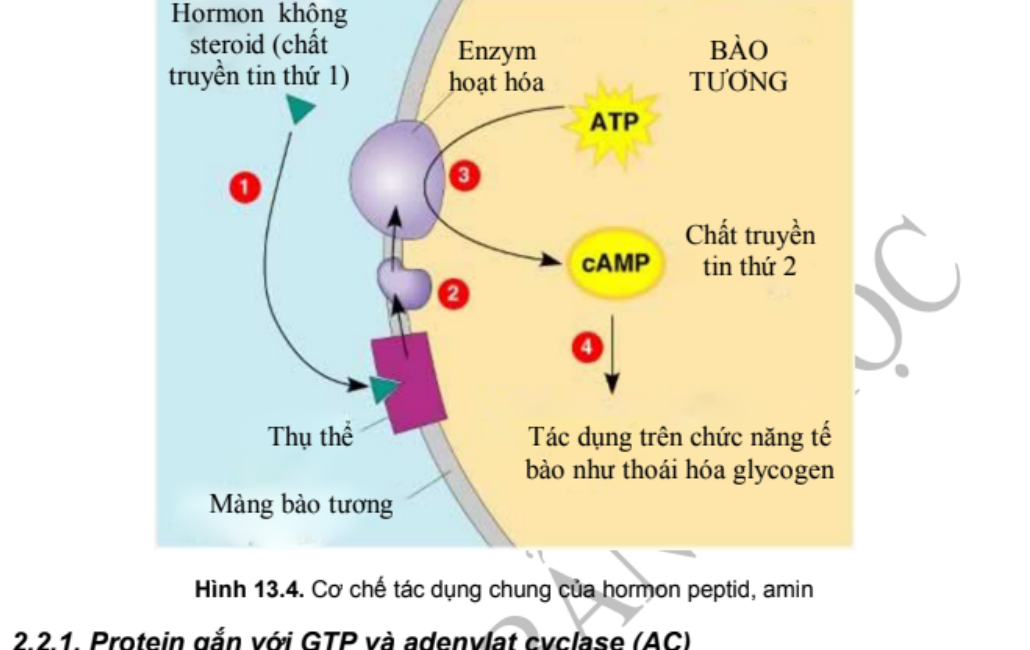 Hormon không
steroid (chất
truyền tin thứ 1)
Enzym
hoạt hóa
BÀO
TƯƠNG
ATP
1
3
Chất truyền
tin thứ 2
cAMP
2
4
Thụ thể
Tác dụng trên chức năng tế
bào như thoái hóa glycogen
Màng bào tương
Hình 13.4. Cơ chế tác dụng chung của hormon peptid, amin
2.2.1. Protein gắn với GTP và adenylat cyclase (AC)